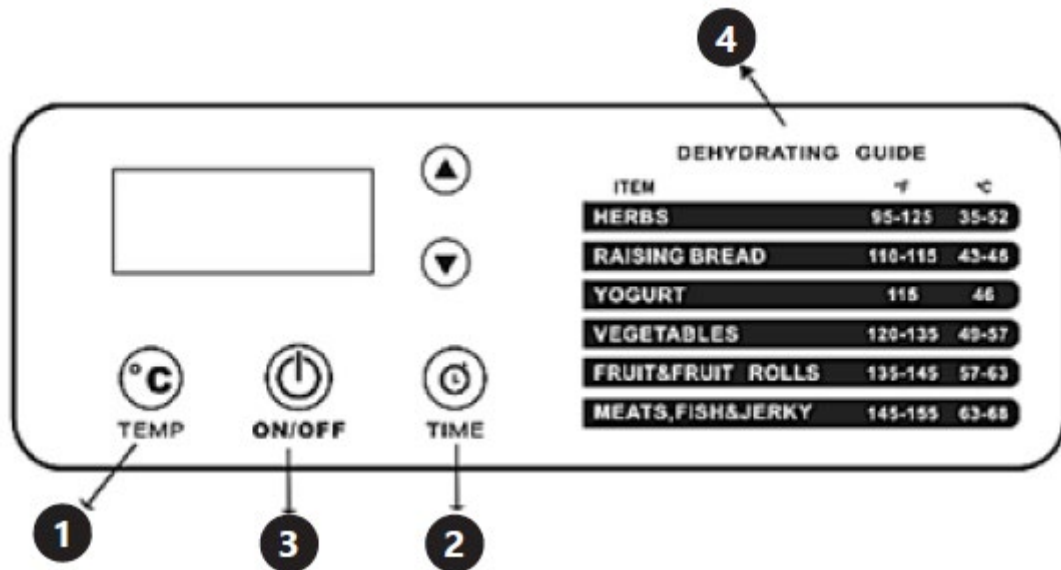 4
DEHYDRATING GUIDE
ITEM °F °C
HERBS 95-125 35-52
RAISING BREAD 110-115 43-46
YOGURT 115 46
VEGETABLES 120-135 49-57
FRUIT&FRUIT ROLLS 135-145 57-63
MEATS,FISH&JERKY 145-155 63-68
°C
TEMP ON/OFF TIME
1 3 2